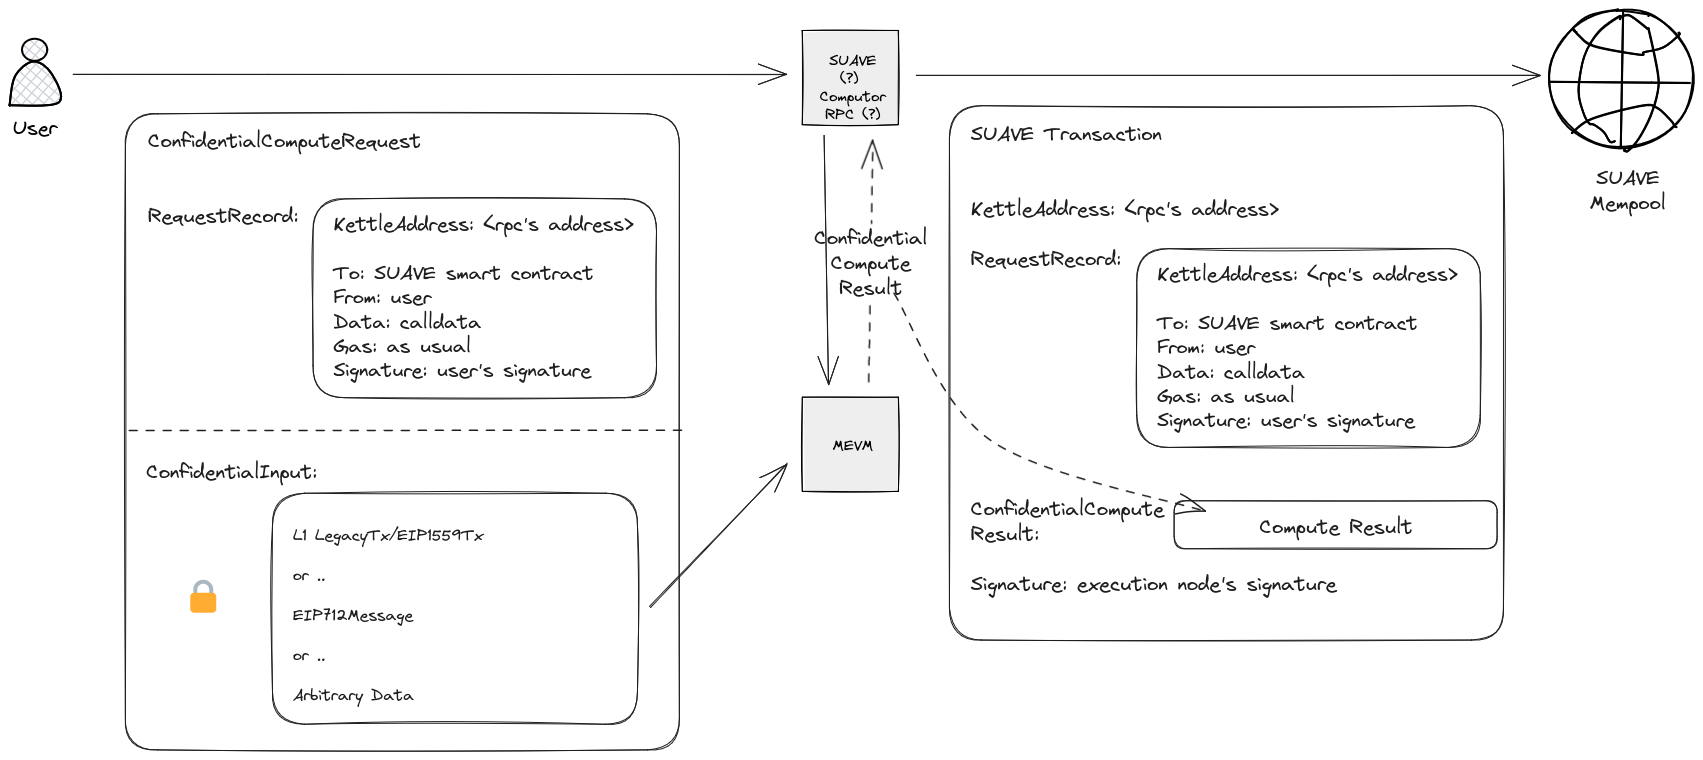 User
SUAVE
(?)
Computor
RPC (?)
SUAVE
Mempool
ConfidentialComputeRequest
RequestRecord:
KettleAddress: <rpc's address>
To: SUAVE smart contract
From: user
Data: calldata
Gas: as usual
Signature: user's signature
ConfidentialInput:
L1 LegacyTx/EIP1559Tx
or ..
EIP712Message
or ..
Arbitrary Data
Confidential
Compute
Result
MEVM
SUAVE Transaction
KettleAddress: <rpc's address>
RequestRecord:
KettleAddress: <rpc's address>
To: SUAVE smart contract
From: user
Data: calldata
Gas: as usual
Signature: user's signature
ConfidentialCompute
Result:
Compute Result
Signature: execution node's signature